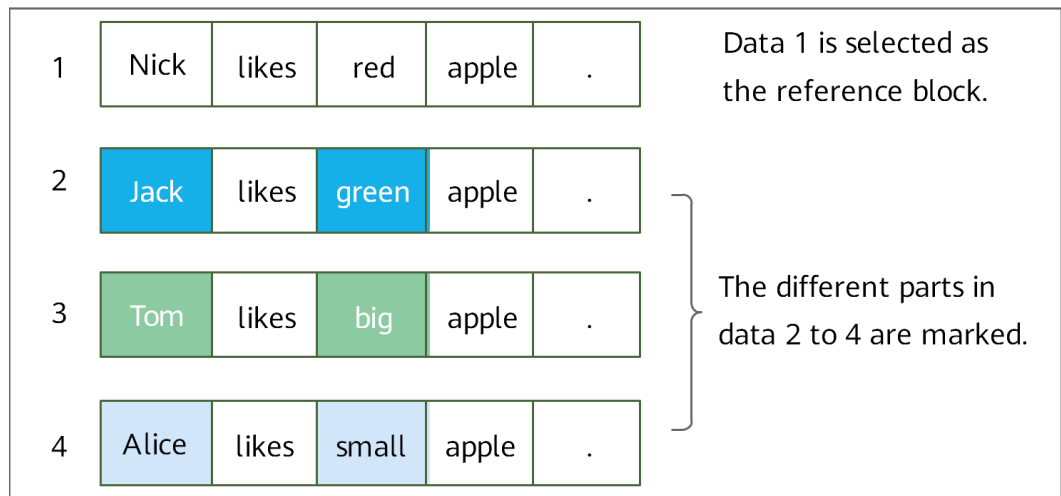 1 Nick likes red apple .
Data 1 is selected as
the reference block.
2 Jack likes green apple .
3 Tom likes big apple .
The different parts in
data 2 to 4 are marked.
4 Alice likes small apple .